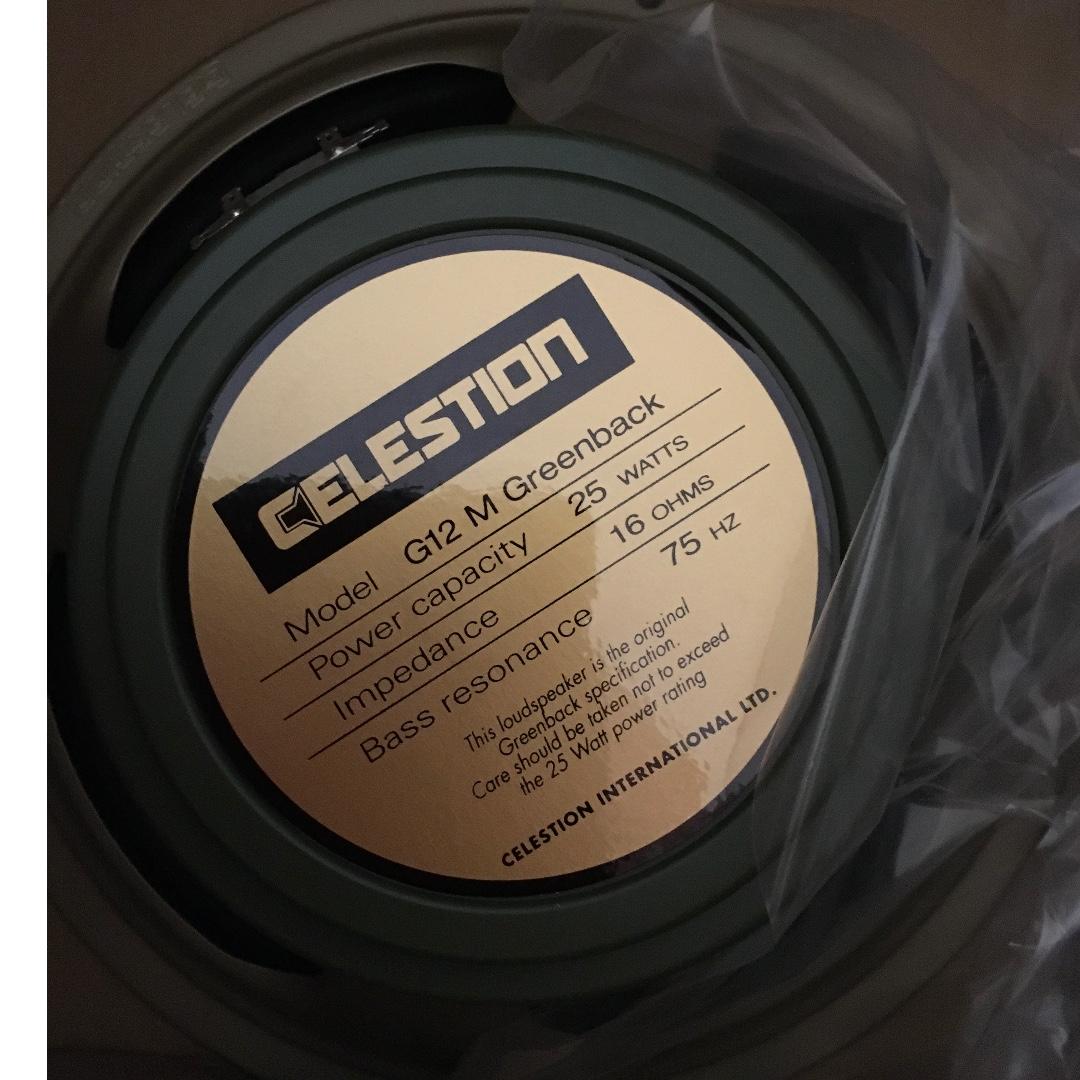 CELESTION
Model G12 M Greenback
Power capacity 25 WATTS
Impedance 16 OHMS
Bass resonance 75 HZ
This loudspeaker is the original
Greenback specification.
Care should be taken not to exceed
the 25 Watt power rating
CELESTION INTERNATIONAL LTD.